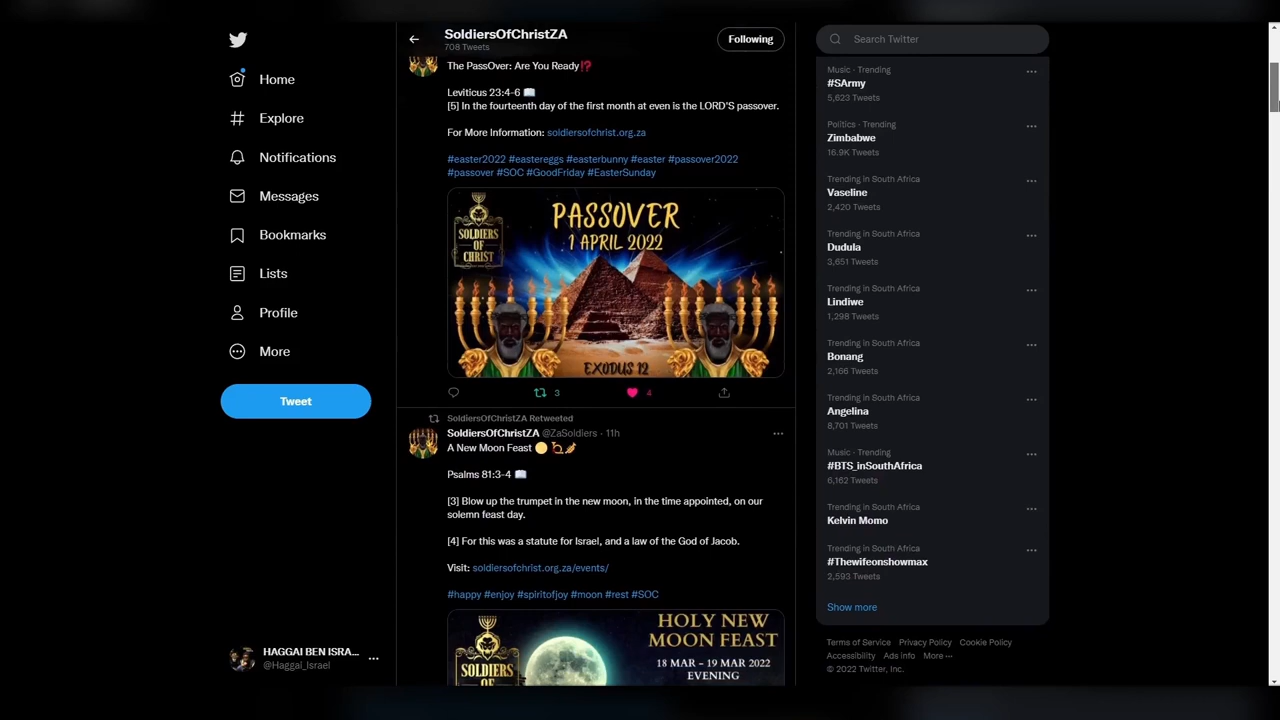 Home
Explore
Notifications
Messages
Bookmarks
Lists
Profile
More
Tweet
HAGGAI BEN ISRA...
@Haggai_Israel
SoldiersOfChristZA
708 Tweets
Following
The PassOver: Are You Ready⁉
Leviticus 23:4-6 📖
[5] In the fourteenth day of the first month at even is the LORD'S passover.
For More Information: soldiersofchrist.org.za
#easter2022 #eastereggs #easterbunny #easter #passover2022
#passover #SOC #GoodFriday #EasterSunday
SOLDIERS
OF
CHRIST
PASSOVER
1 APRIL 2022
EXODUS 12
3
4
SoldiersOfChristZA Retweeted
SoldiersOfChristZA @ZaSoldiers · 11h
A New Moon Feast
Psalms 81:3-4 📖
[3] Blow up the trumpet in the new moon, in the time appointed, on our
solemn feast day.
[4] For this was a statute for Israel, and a law of the God of Jacob.
Visit: soldiersofchrist.org.za/events/
#happy #enjoy #spiritofjoy #moon #rest #SOC
SOLDIERS
HOLY NEW
MOON FEAST
18 MAR - 19 MAR 2022
EVENING
Search Twitter
Music · Trending
#SArmy
5,623 Tweets
Politics · Trending
Zimbabwe
16.9K Tweets
Trending in South Africa
Vaseline
2,420 Tweets
Trending in South Africa
Dudula
3,651 Tweets
Trending in South Africa
Lindiwe
1,298 Tweets
Trending in South Africa
Bonang
2,166 Tweets
Trending in South Africa
Angelina
8,701 Tweets
Music · Trending
#BTS_inSouthAfrica
6,162 Tweets
Trending in South Africa
Kelvin Momo
Trending in South Africa
#Thewifeonshowmax
2,593 Tweets
Show more
Terms of Service Privacy Policy Cookie Policy
Accessibility Ads info More ···
© 2022 Twitter, Inc.